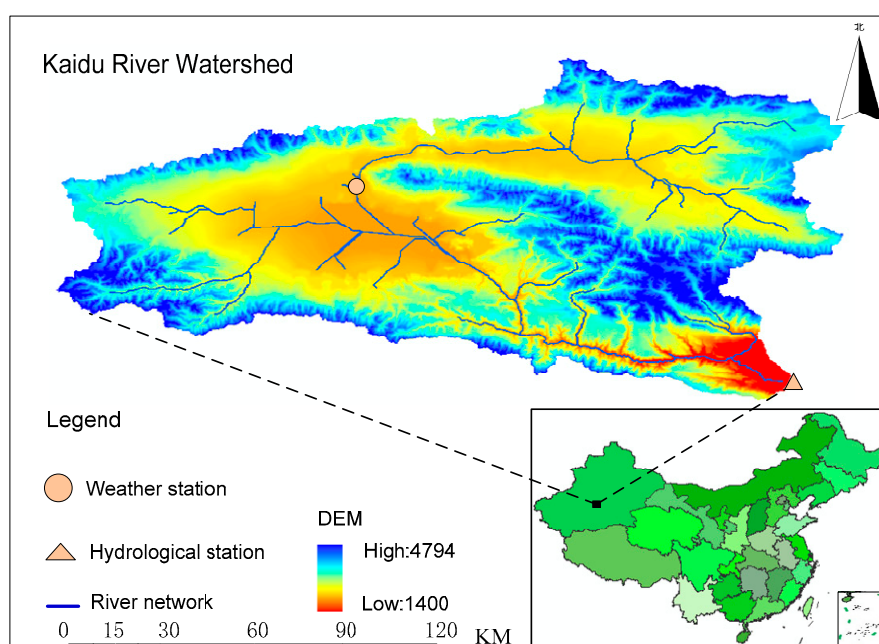 北
Kaidu River Watershed
Legend
Weather station
DEM
Hydrological station
High:4794
River network
Low:1400
0 15 30 60 90 120 KM